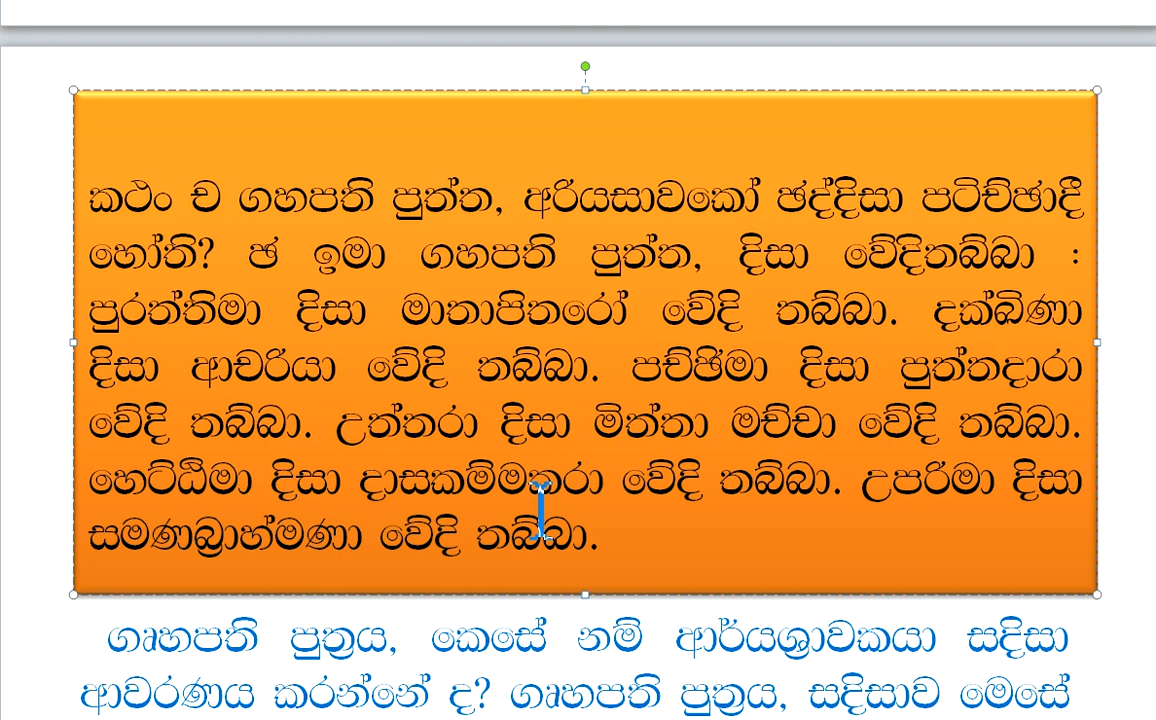 කථං ච ගහපති පුත්ත, අරියසාවකෝ ඡද්දිසා පටිච්ඡාදී
හෝති? ඡ ඉමා ගහපති පුත්ත, දිසා වේදිතබ්බා :
පුරත්තිමා දිසා මාතාපිතරෝ වේදි තබ්බා. දක්ඛිණා
දිසා ආචරියා වේදි තබ්බා. පච්ඡිමා දිසා පුත්තදාරා
වේදි තබ්බා. උත්තරා දිසා මිත්තා මච්චා වේදි තබ්බා.
හෙට්ඨිමා දිසා දාසකම්මකරා වේදි තබ්බා. උපරිමා දිසා
සමණබ්‍රාහ්මණා වේදි තබ්බා.
ගෘහපති පුත්‍රය, කෙසේ නම් ආර්යශ්‍රාවකයා සදිසා
ආවරණය කරන්නේ ද? ගෘහපති පුත්‍රය, සදිසාව මෙසේ